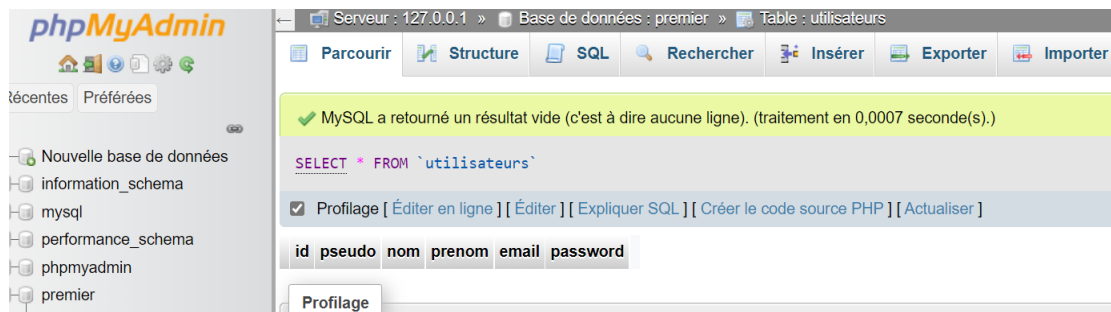 phpMyAdmin
Récentes Préférées
Nouvelle base de données
information_schema
mysql
performance_schema
phpmyadmin
premier
Serveur : 127.0.0.1 » Base de données : premier » Table : utilisateurs
Parcourir Structure SQL Rechercher Insérer Exporter Importer
MySQL a retourné un résultat vide (c'est à dire aucune ligne). (traitement en 0,0007 seconde(s).)
SELECT * FROM `utilisateurs`
Profilage [ Éditer en ligne ] [ Éditer ] [ Expliquer SQL ] [ Créer le code source PHP ] [ Actualiser ]
id pseudo nom prenom email password
Profilage